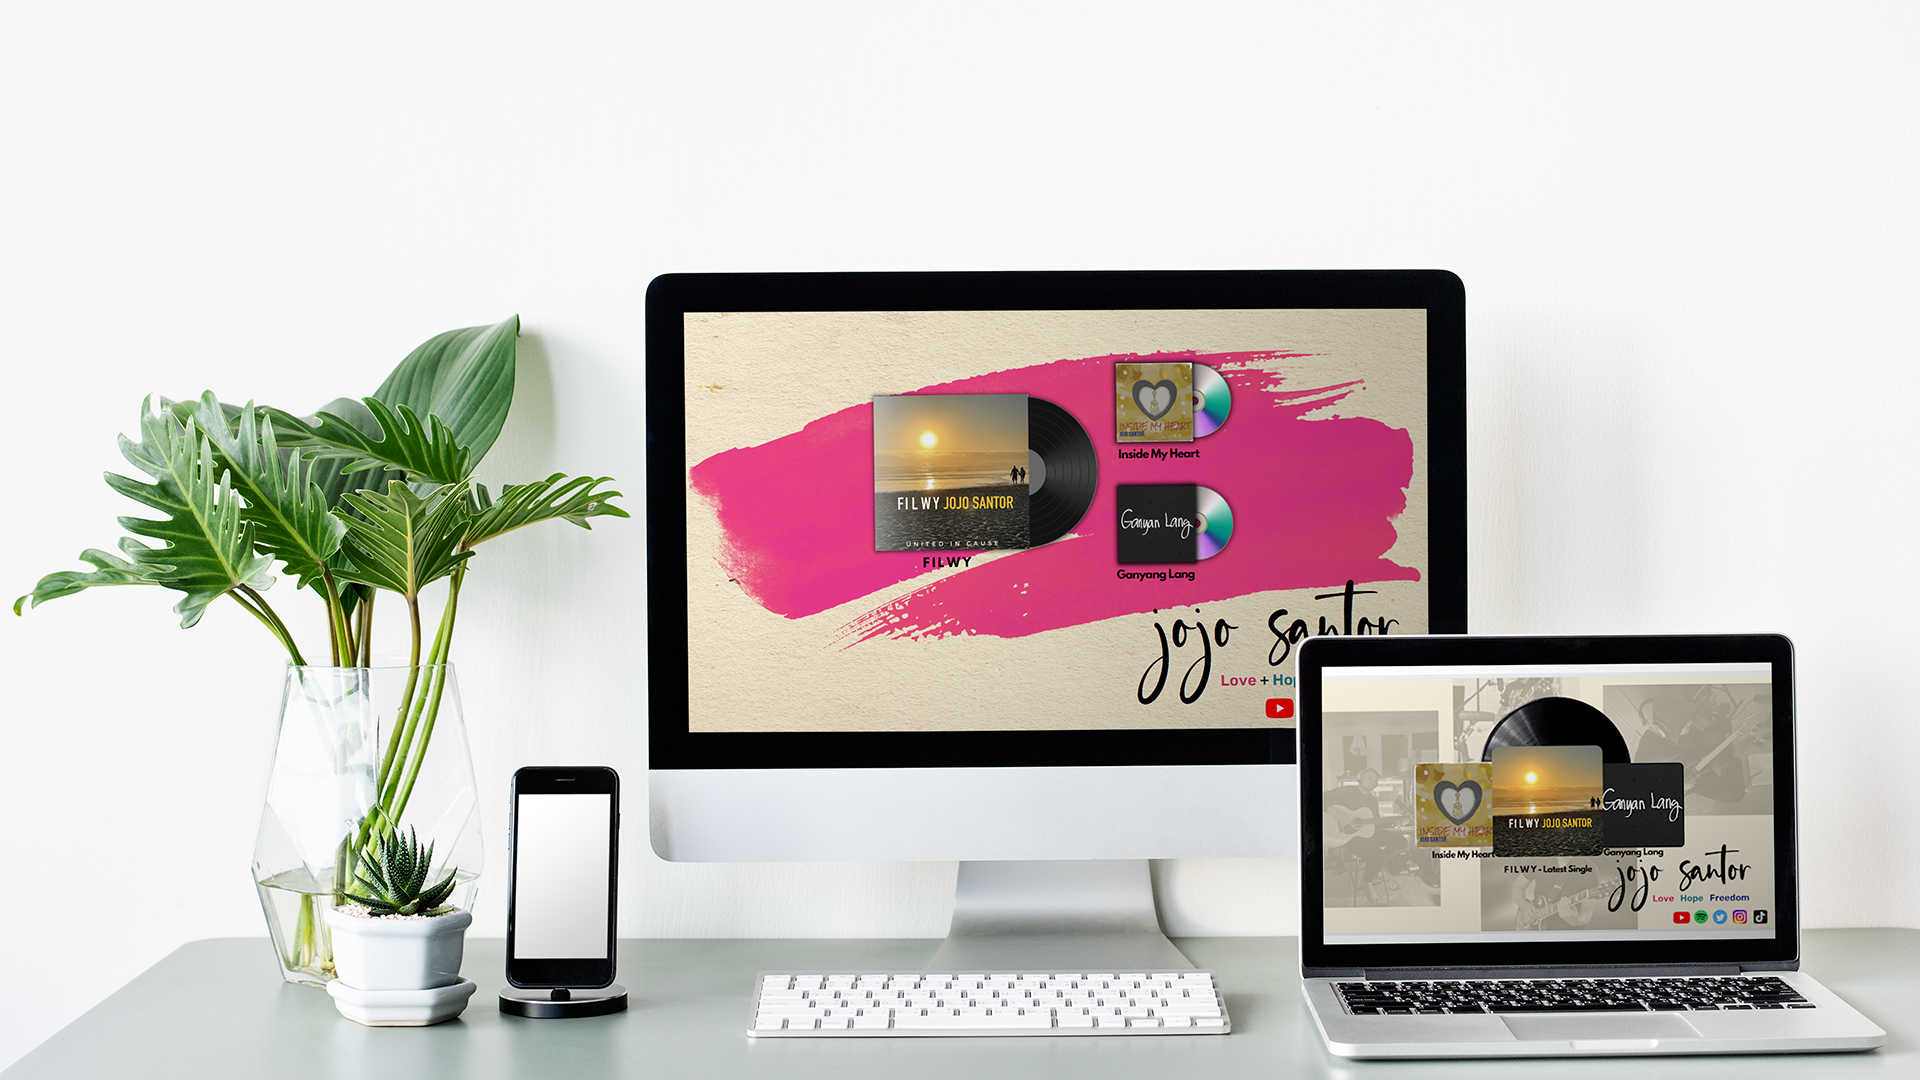 INSIDE MY HEART
JOJO SANTOR
Inside My Heart
FILWY JOJO SANTOR
UNITED IN CAUSE
FILWY
Ganyan Lang
Ganyang Lang
jojo santor
Love + Hop
INSIDE MY HEAR
JOJO SANTOR
Inside My Heart
FILWY JOJO SANTOR
FILWY - Latest Single
Ganyan Lang
Ganyang Lang
jojo santor
Love Hope Freedom